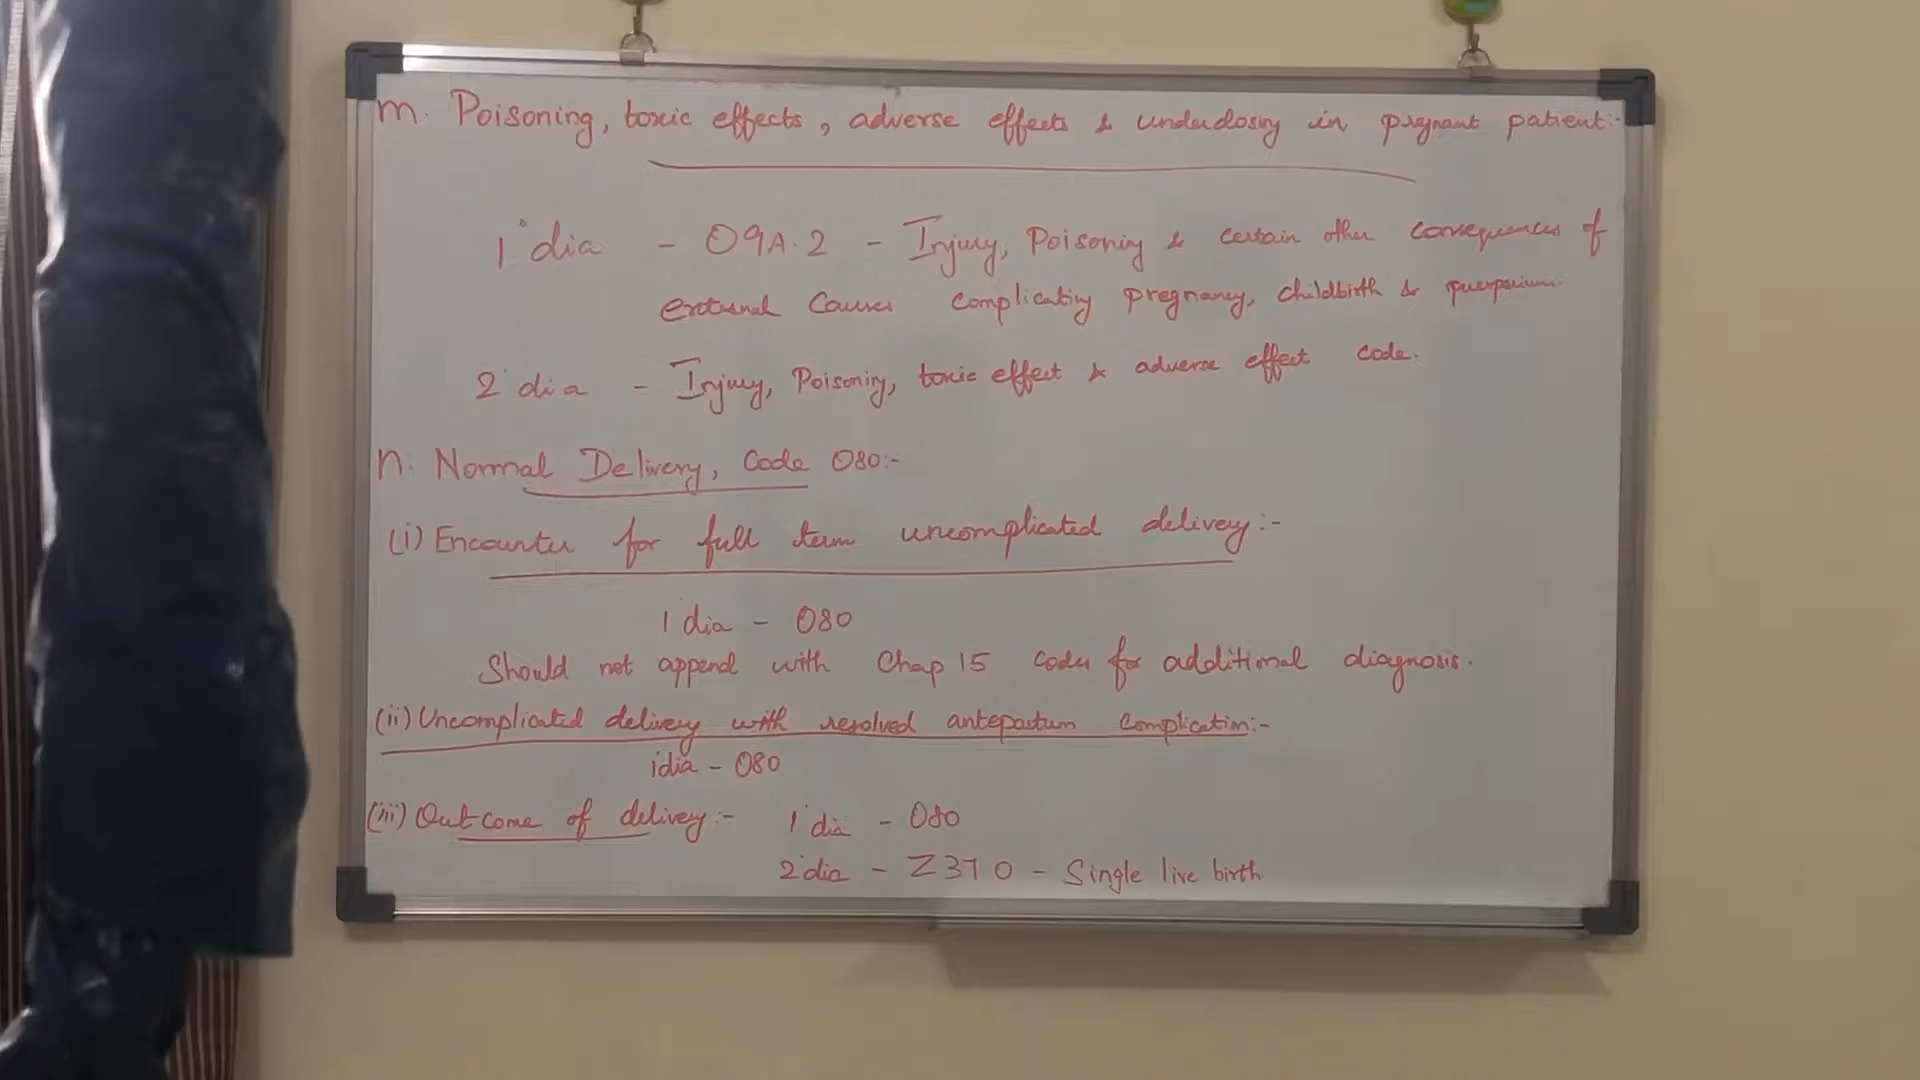 m. Poisoning, toxic effects, adverse effects & underdosing in pregnant patient:-
1° dia - O9A.2 - Injury, Poisoning & certain other consequences of
external causes complicating pregnancy, childbirth & puerperium.
2° dia - Injury, Poisoning, toxic effect & adverse effect code.
n. Normal Delivery, Code O80:-
(i) Encounter for full term uncomplicated delivery:-
1 dia - O80
Should not append with Chap 15 codes for additional diagnosis.
(ii) Uncomplicated delivery with resolved antepartum complication:-
1dia - O80
(iii) Outcome of delivery:- 1° dia - O80
2°dia - Z370 - Single live birth